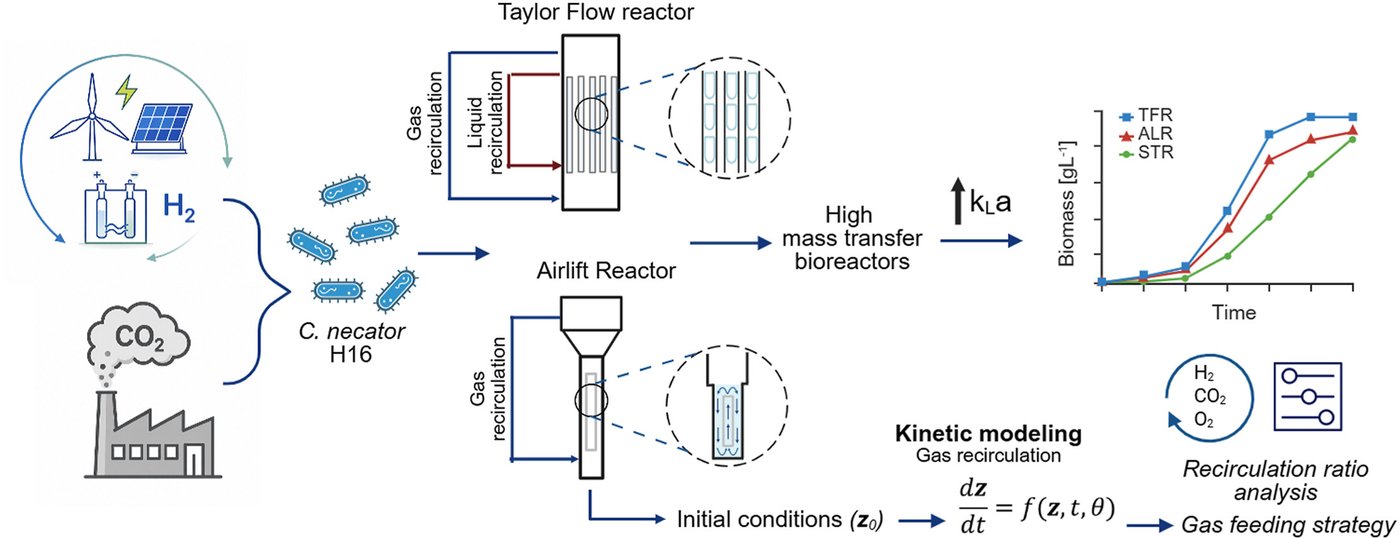 Taylor Flow reactor
Gas
recirculation
Liquid
recirculation
+ -
H2
CO2
C. necator
H16
Airlift Reactor
Gas
recirculation
High
mass transfer
bioreactors
kLa
Biomass [gL-1]
TFR
ALR
STR
Time
H2
CO2
O2
Kinetic modeling
Gas recirculation
Initial conditions (z0)
dz/dt = f(z, t, θ)
Recirculation ratio
analysis
Gas feeding strategy